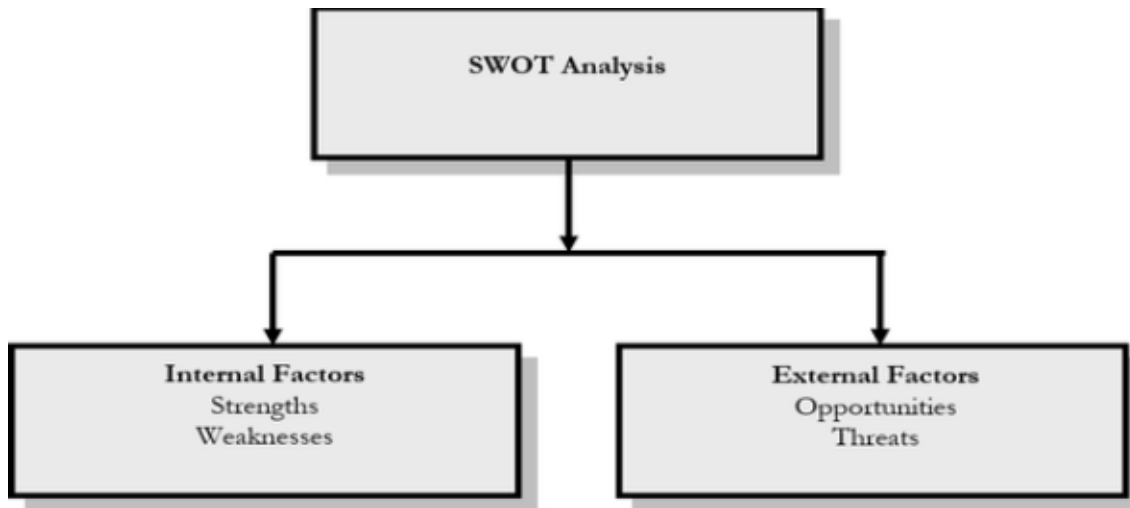 SWOT Analysis
Internal Factors
Strengths
Weaknesses
External Factors
Opportunities
Threats